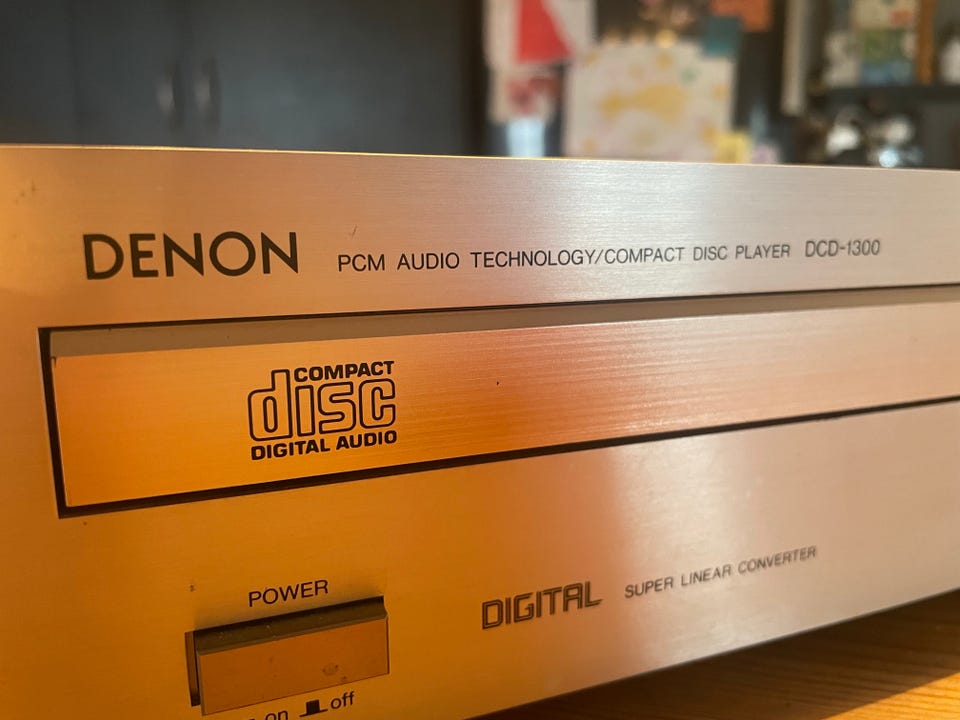 DENON PCM AUDIO TECHNOLOGY/COMPACT DISC PLAYER DCD-1300
COMPACT
disc
DIGITAL AUDIO
POWER
DIGITAL SUPER LINEAR CONVERTER
on off